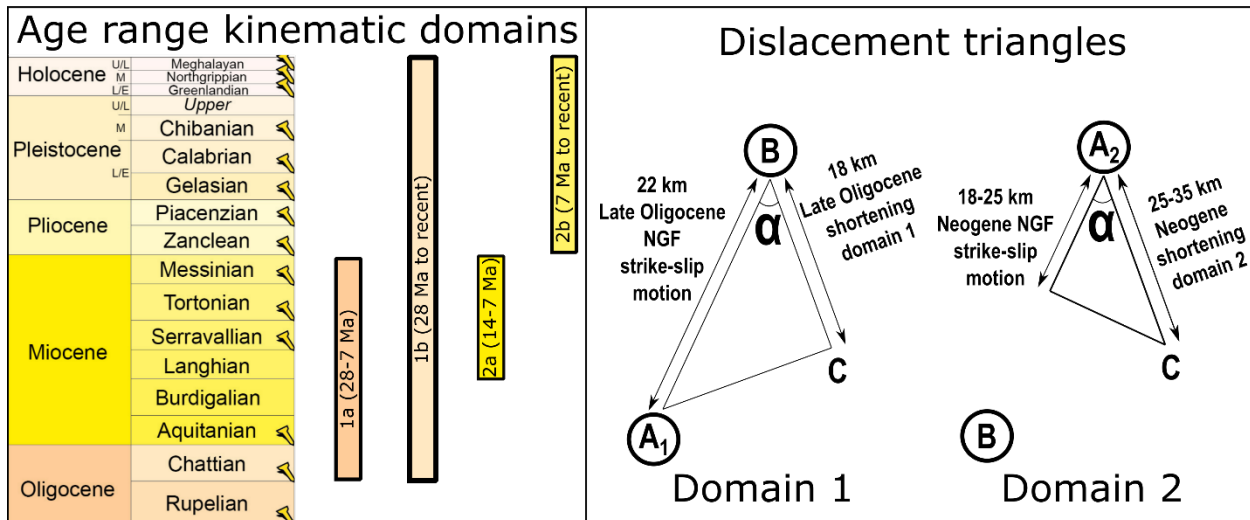 Age range kinematic domains
Holocene
U/L
M
L/E
Meghalayan
Northgrippian
Greenlandian
Pleistocene
U/L
M
L/E
Upper
Chibanian
Calabrian
Gelasian
Pliocene
Piacenzian
Zanclean
Miocene
Messinian
Tortonian
Serravallian
Langhian
Burdigalian
Aquitanian
Oligocene
Chattian
Rupelian
1a (28-7 Ma)
1b (28 Ma to recent)
2a (14-7 Ma)
2b (7 Ma to recent)
Dislacement triangles
B
α
22 km
Late Oligocene
NGF
strike-slip
motion
18 km
Late Oligocene
shortening
domain 1
C
A1
Domain 1
A2
α
18-25 km
Neogene NGF
strike-slip
motion
25-35 km
Neogene
shortening
domain 2
C
B
Domain 2